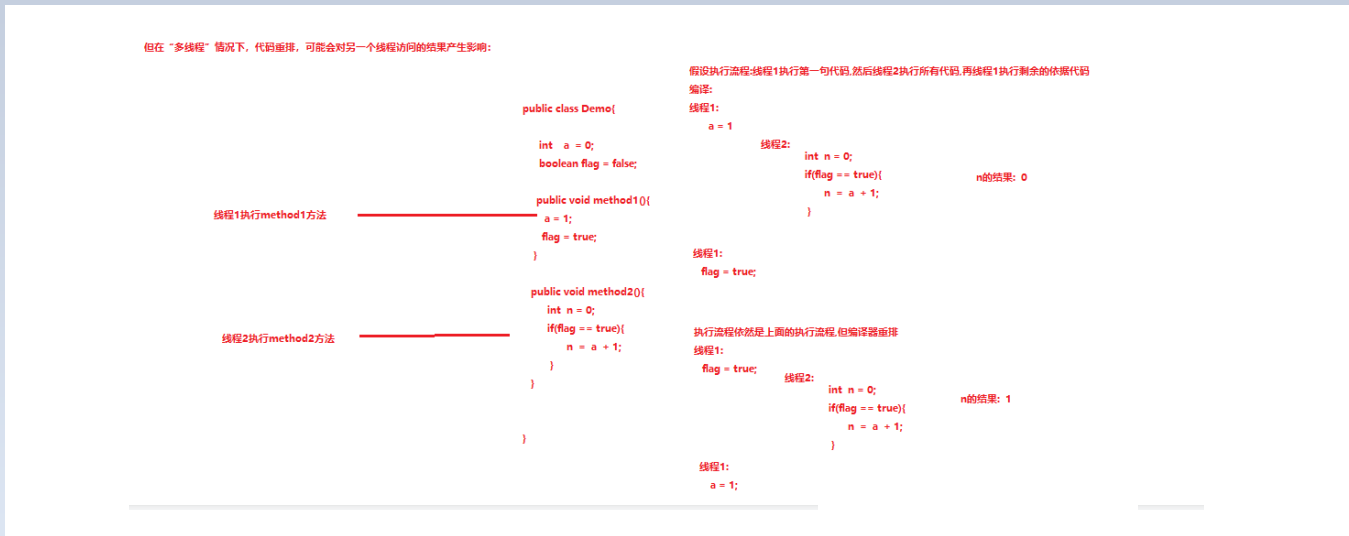 但在“多线程”情况下，代码重排，可能会对另一个线程访问的结果产生影响：
public class Demo{
int a = 0;
boolean flag = false;
public void method1(){
a = 1;
flag = true;
}
public void method2(){
int n = 0;
if(flag == true){
n = a + 1;
}
}
}
线程1执行method1方法
线程2执行method2方法
假设执行流程:线程1执行第一句代码,然后线程2执行所有代码,再线程1执行剩余的依据代码
编译:
线程1:
a = 1
线程2:
int n = 0;
if(flag == true){
n = a + 1;
}
n的结果: 0
线程1:
flag = true;
执行流程依然是上面的执行流程,但编译器重排
线程1:
flag = true;
线程2:
int n = 0;
if(flag == true){
n = a + 1;
}
n的结果: 1
线程1:
a = 1;